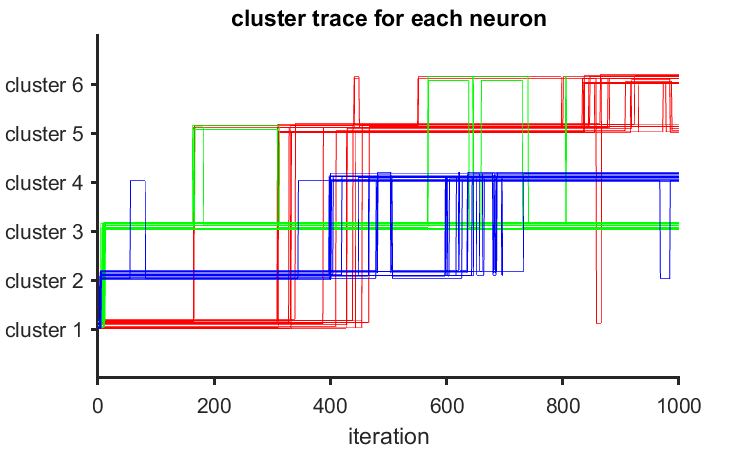 cluster trace for each neuron
cluster 6
cluster 5
cluster 4
cluster 3
cluster 2
cluster 1
0 200 400 600 800 1000
iteration